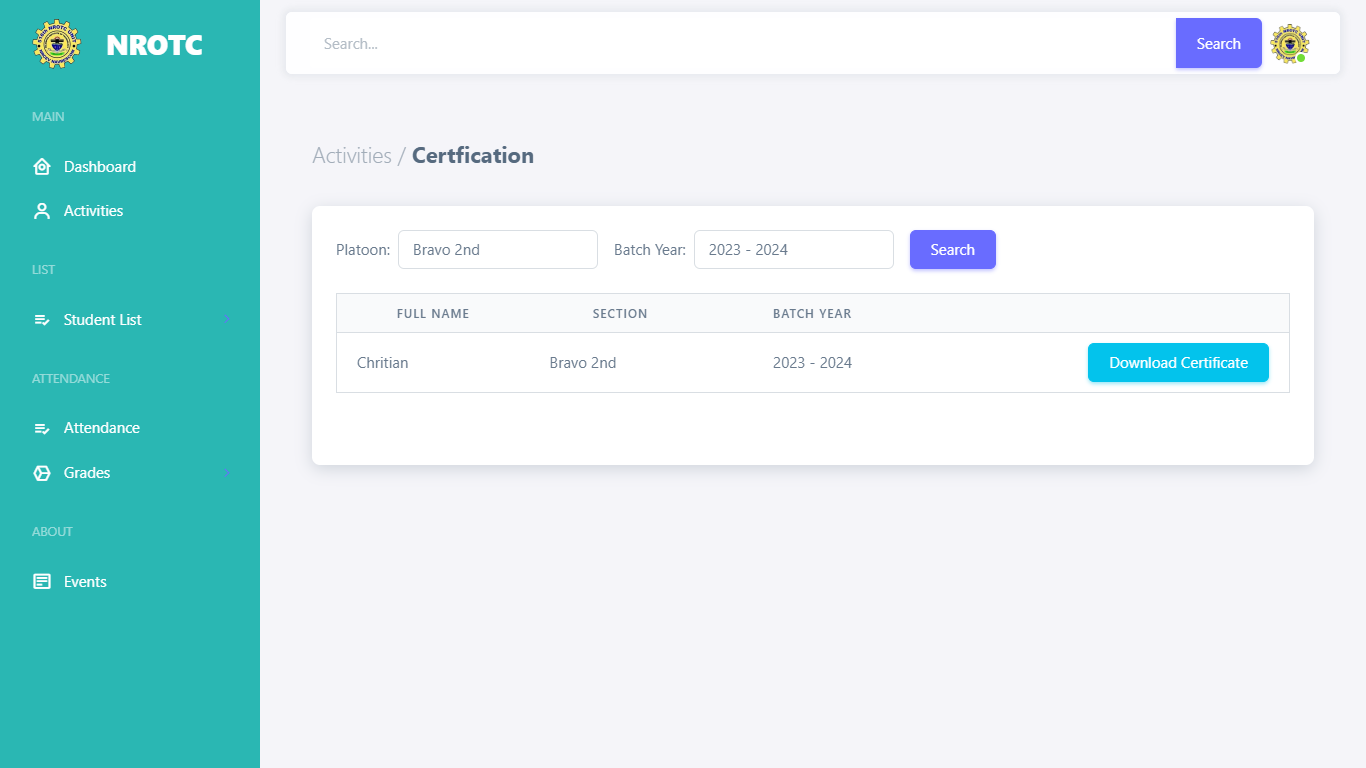 NROTC
Search...
Search
MAIN
Dashboard
Activities
LIST
Student List
ATTENDANCE
Attendance
Grades
ABOUT
Events
Activities / Certfication
Platoon: Bravo 2nd Batch Year: 2023 - 2024 Search
FULL NAME SECTION BATCH YEAR
Chritian Bravo 2nd 2023 - 2024 Download Certificate